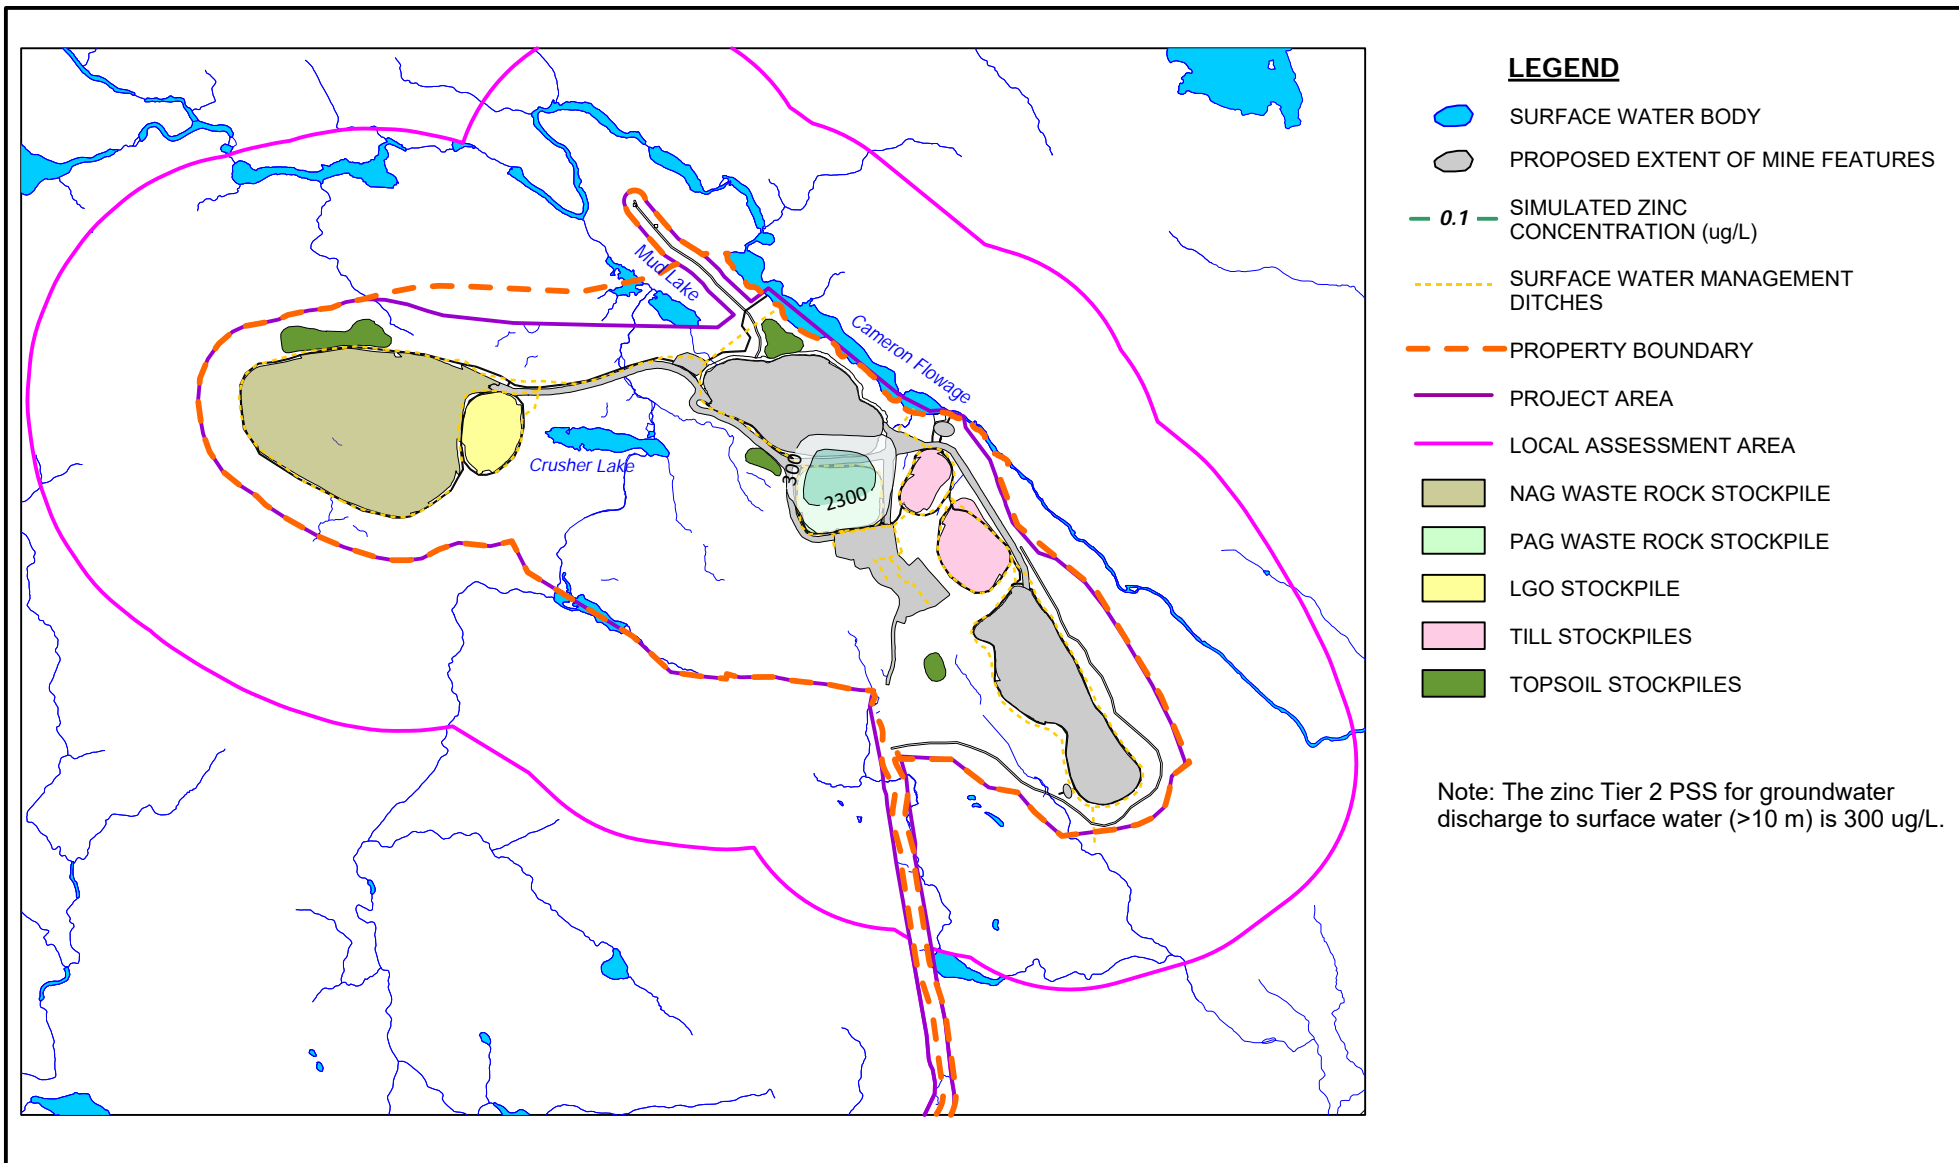 LEGEND
SURFACE WATER BODY
PROPOSED EXTENT OF MINE FEATURES
0.1
SIMULATED ZINC
CONCENTRATION (ug/L)
SURFACE WATER MANAGEMENT
DITCHES
PROPERTY BOUNDARY
PROJECT AREA
LOCAL ASSESSMENT AREA
NAG WASTE ROCK STOCKPILE
PAG WASTE ROCK STOCKPILE
LGO STOCKPILE
TILL STOCKPILES
TOPSOIL STOCKPILES
Note: The zinc Tier 2 PSS for groundwater
discharge to surface water (>10 m) is 300 ug/L.
Mud Lake
Cameron Flowage
Crusher Lake
300
2300